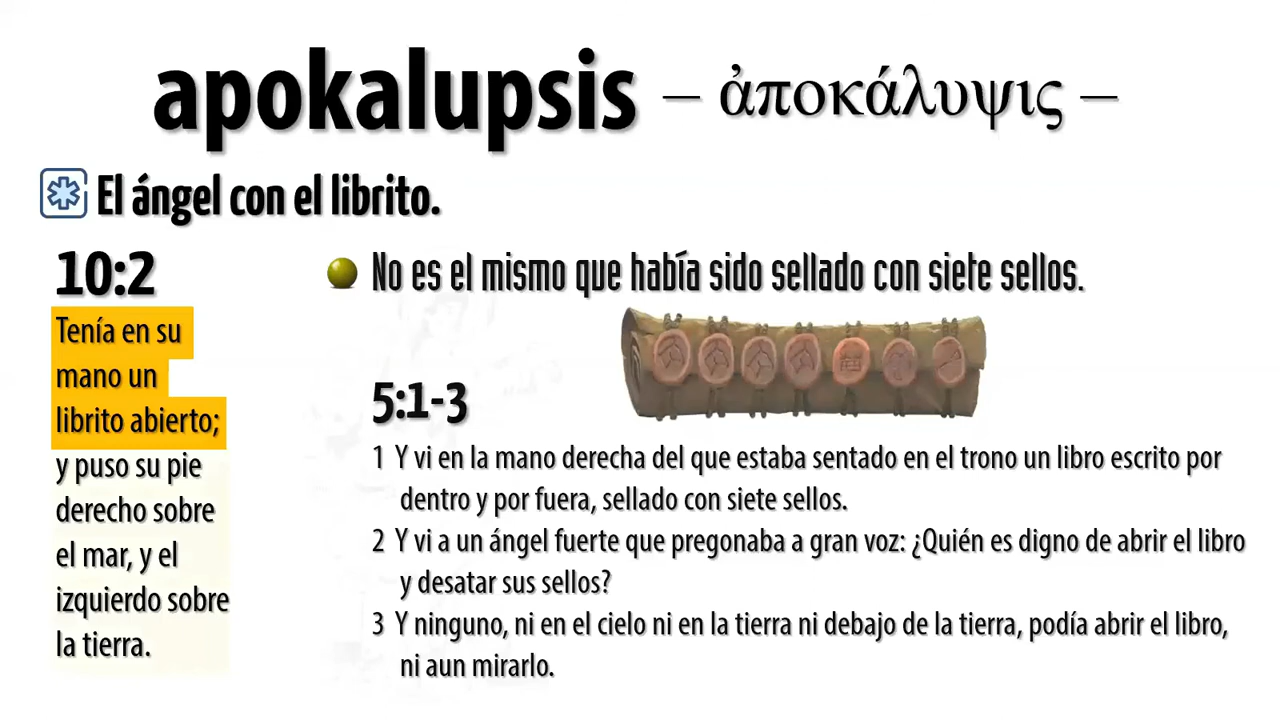 apokalupsis – ἀποκάλυψις –
El ángel con el librito.
10:2
Tenía en su
mano un
librito abierto;
y puso su pie
derecho sobre
el mar, y el
izquierdo sobre
la tierra.
No es el mismo que había sido sellado con siete sellos.
5:1-3
1 Y vi en la mano derecha del que estaba sentado en el trono un libro escrito por
dentro y por fuera, sellado con siete sellos.
2 Y vi a un ángel fuerte que pregonaba a gran voz: ¿Quién es digno de abrir el libro
y desatar sus sellos?
3 Y ninguno, ni en el cielo ni en la tierra ni debajo de la tierra, podía abrir el libro,
ni aun mirarlo.